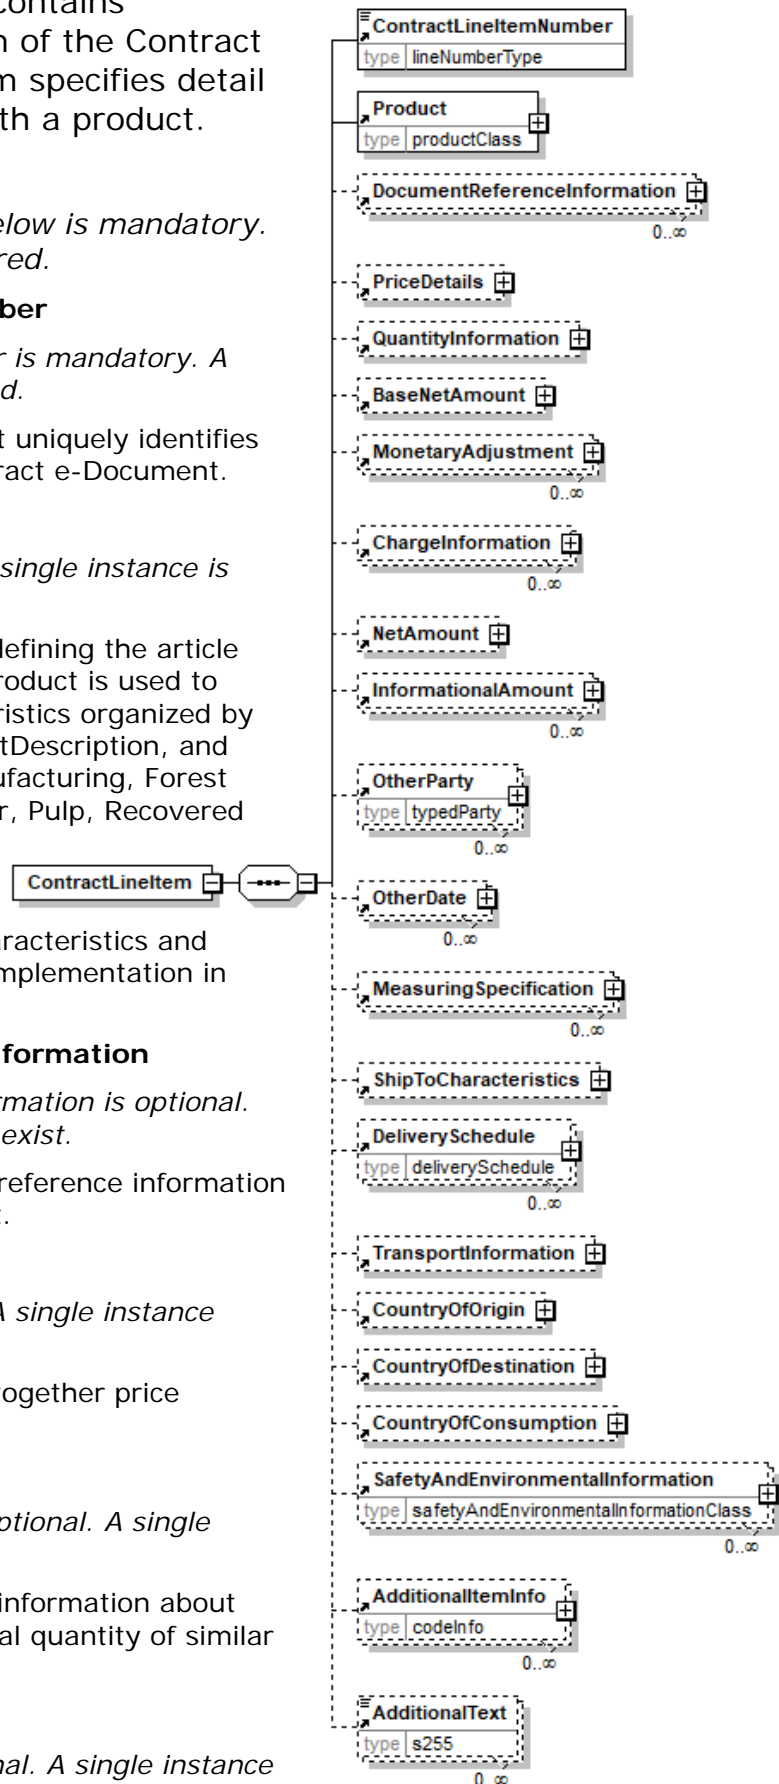 contains
n of the Contract
m specifies detail
th a product.
elow is mandatory.
red.
ber
r is mandatory. A
d.
t uniquely identifies
ract e-Document.
single instance is
defining the article
roduct is used to
ristics organized by
tDescription, and
ufacturing, Forest
r, Pulp, Recovered
ContractLineItem
aracteristics and
mplementation in
nformation
rmation is optional.
exist.
reference information
t.
A single instance
together price
ptional. A single
information about
al quantity of similar
nal. A single instance
ContractLineItemNumber
type lineNumberType
Product
type productClass
DocumentReferenceInformation
0..∞
PriceDetails
QuantityInformation
BaseNetAmount
MonetaryAdjustment
0..∞
ChargeInformation
0..∞
NetAmount
InformationalAmount
0..∞
OtherParty
type typedParty
0..∞
OtherDate
0..∞
MeasuringSpecification
0..∞
ShipToCharacteristics
DeliverySchedule
type deliverySchedule
0..∞
TransportInformation
CountryOfOrigin
CountryOfDestination
CountryOfConsumption
SafetyAndEnvironmentalInformation
type safetyAndEnvironmentalInformationClass
0..∞
AdditionalItemInfo
type codeInfo
0..∞
AdditionalText
type s255
0..∞